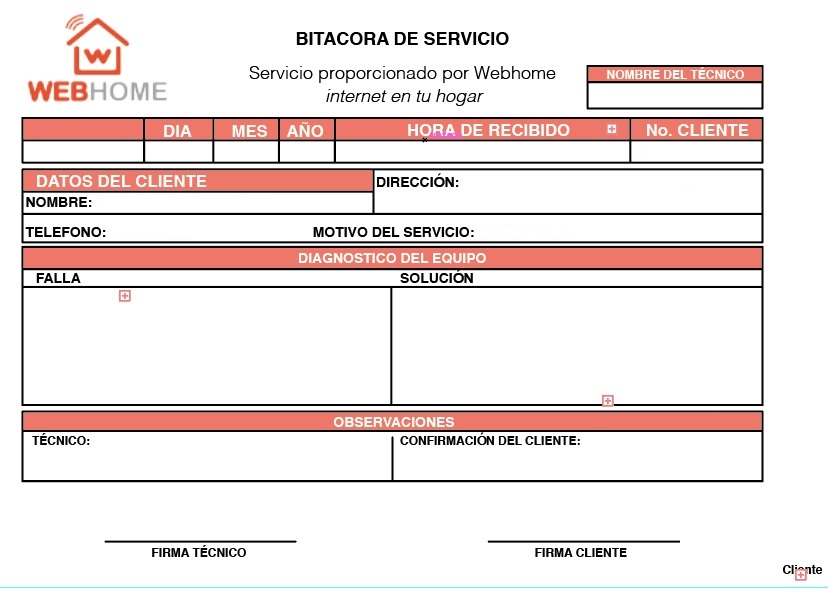 BITACORA DE SERVICIO
Servicio proporcionado por Webhome
internet en tu hogar
WEBHOME
NOMBRE DEL TÉCNICO
DIA MES AÑO HORA DE RECIBIDO No. CLIENTE
DATOS DEL CLIENTE DIRECCIÓN:
NOMBRE:
TELEFONO: MOTIVO DEL SERVICIO:
DIAGNOSTICO DEL EQUIPO
FALLA SOLUCIÓN
OBSERVACIONES
TÉCNICO: CONFIRMACIÓN DEL CLIENTE:
FIRMA TÉCNICO FIRMA CLIENTE
Cliente